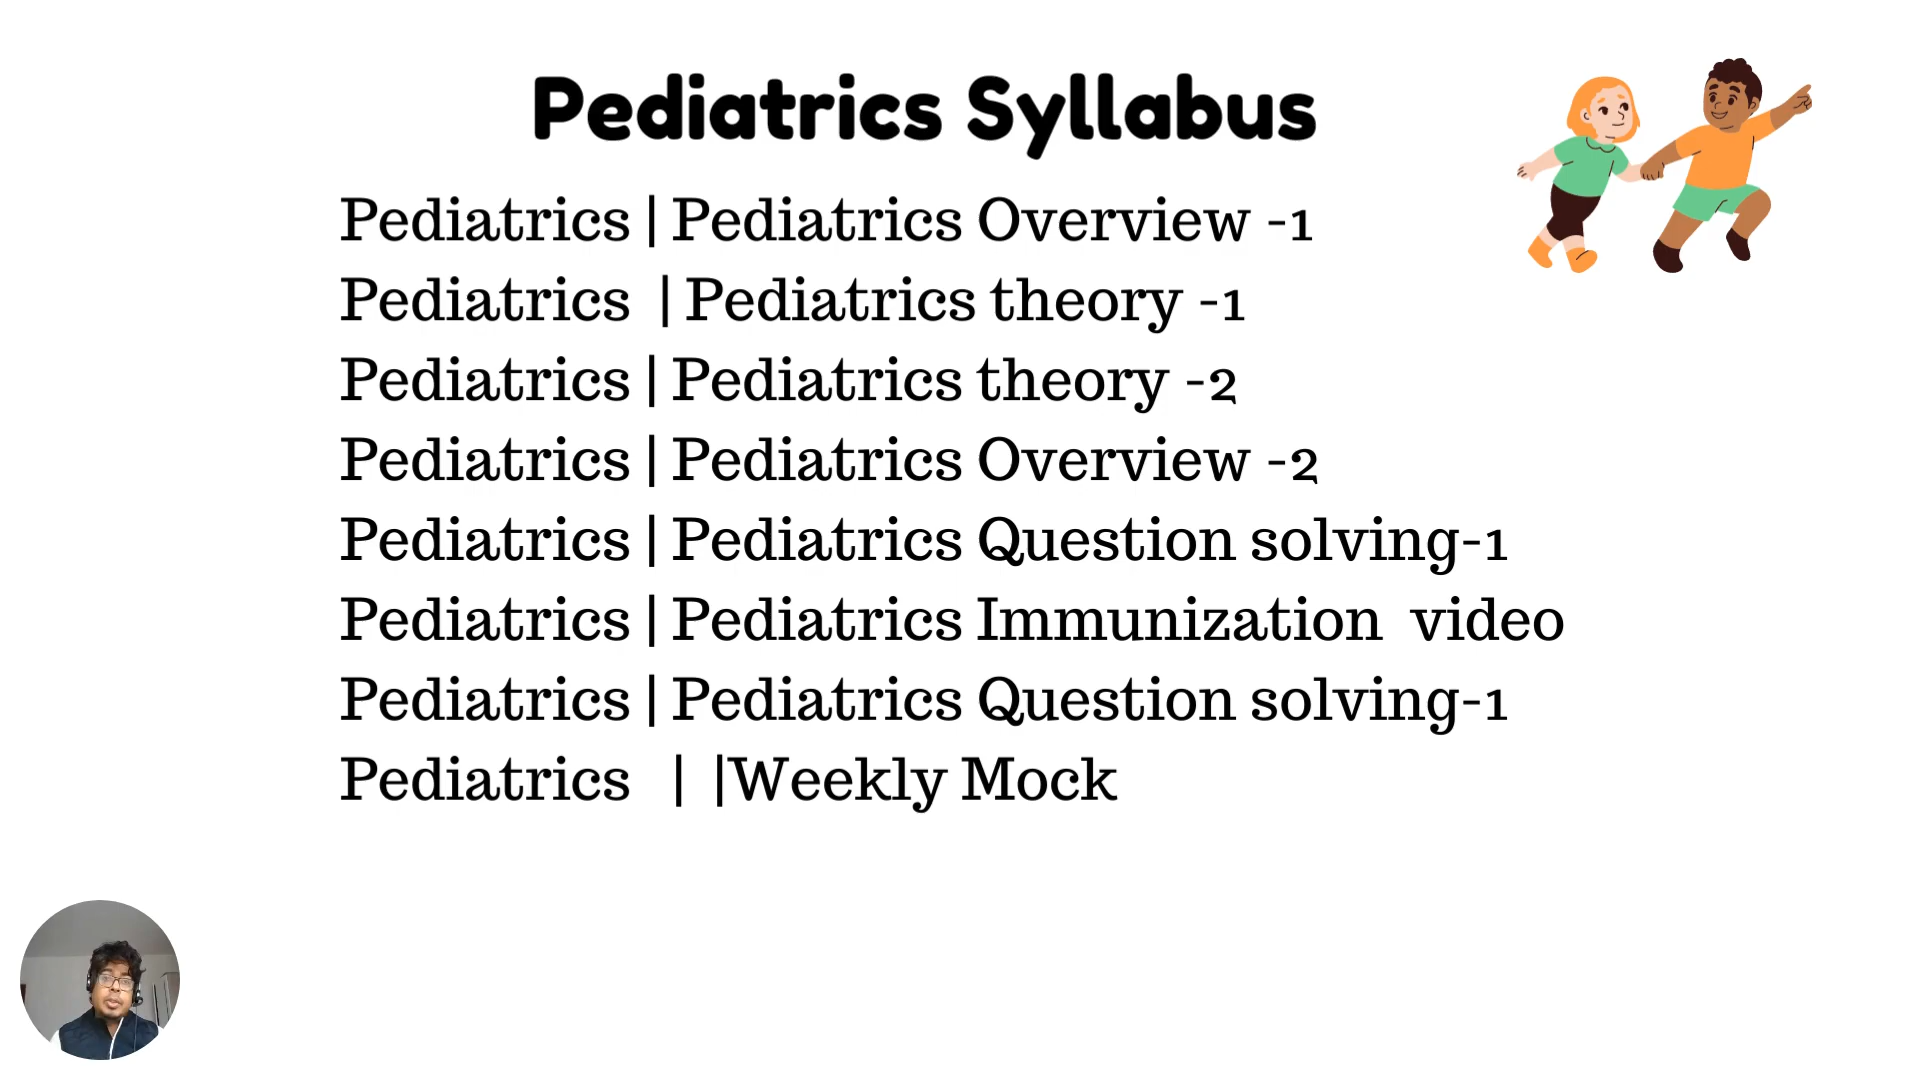 Pediatrics Syllabus
Pediatrics | Pediatrics Overview -1
Pediatrics  | Pediatrics theory -1
Pediatrics | Pediatrics theory -2
Pediatrics | Pediatrics Overview -2
Pediatrics | Pediatrics Question solving-1
Pediatrics | Pediatrics Immunization  video
Pediatrics | Pediatrics Question solving-1
Pediatrics  |  |Weekly Mock